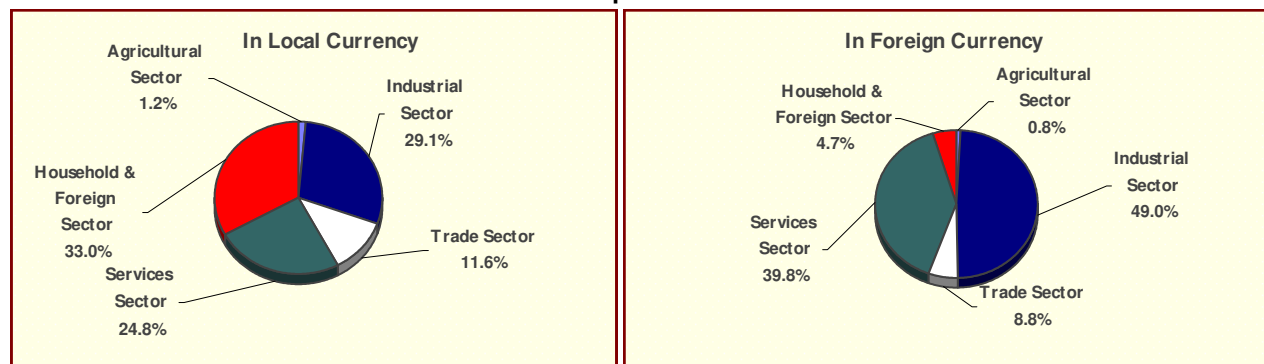 In Local Currency
Agricultural
Sector
1.2%
Industrial
Sector
29.1%
Household &
Foreign
Sector
33.0%
Trade Sector
11.6%
Services
Sector
24.8%
In Foreign Currency
Household &
Foreign Sector
4.7%
Agricultural
Sector
0.8%
Industrial
Sector
49.0%
Services
Sector
39.8%
Trade Sector
8.8%